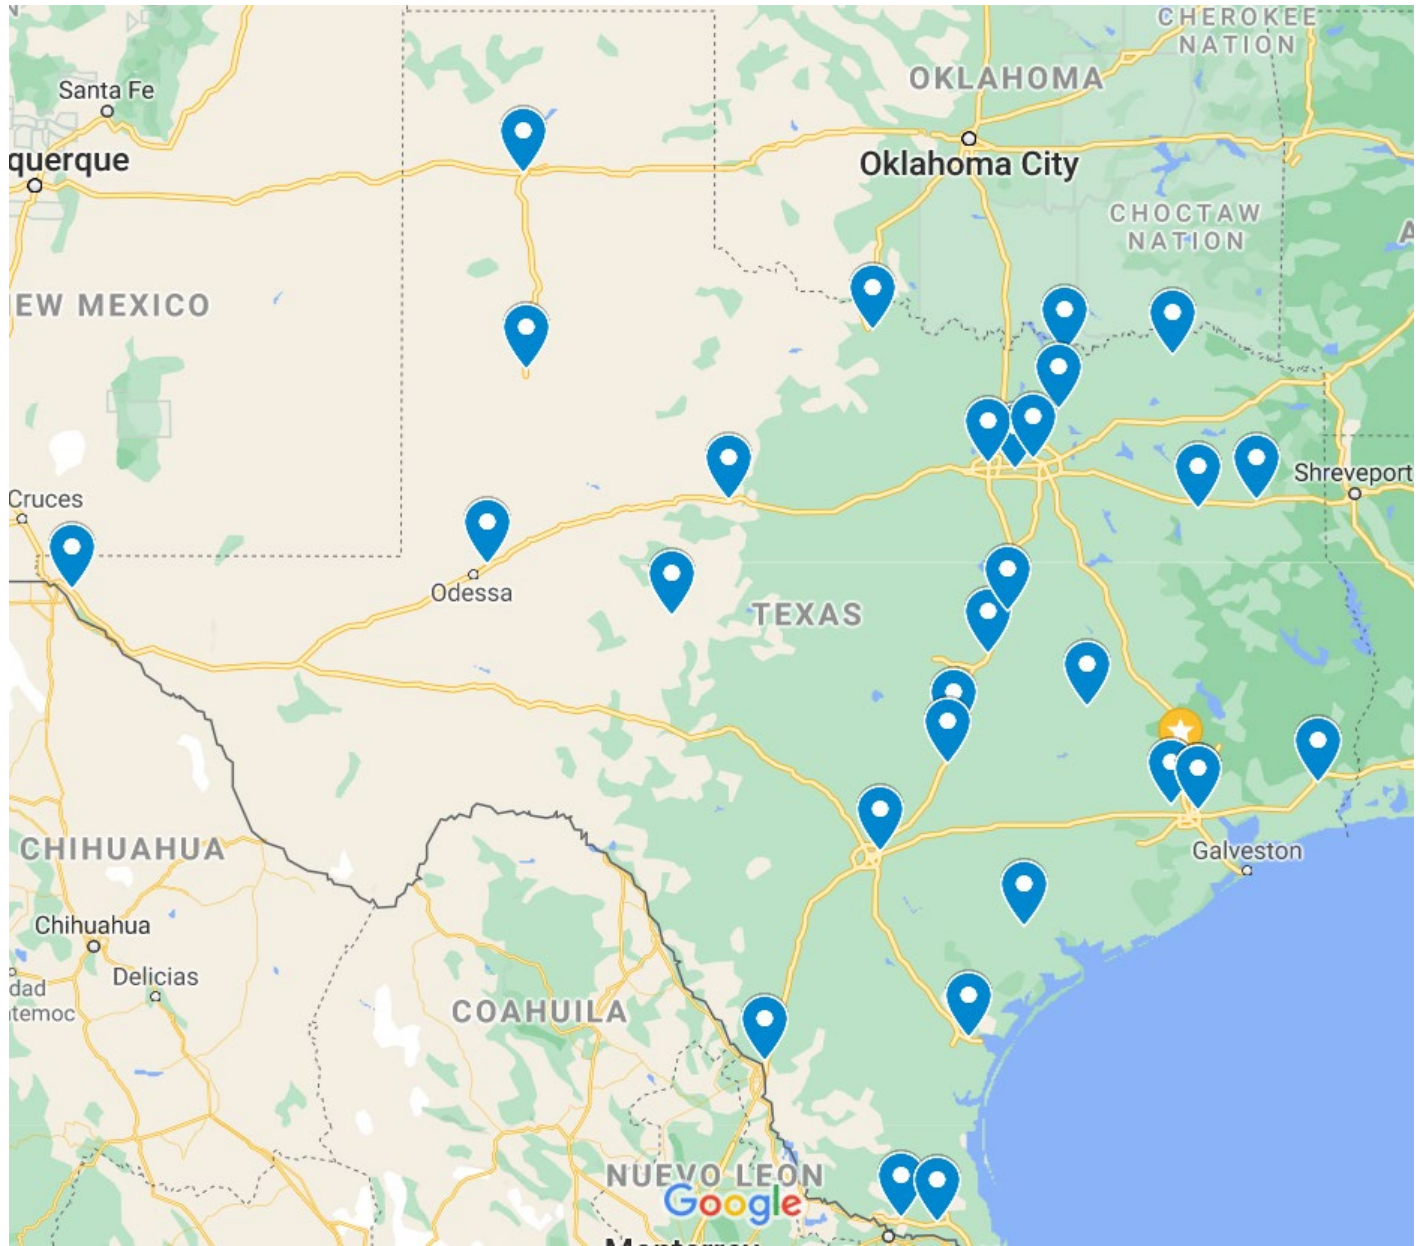 CHEROKEE
NATION
OKLAHOMA
Santa Fe
querque
Oklahoma City
CHOCTAW
NATION
A
EW MEXICO
Cruces
Shreveport
Odessa
TEXAS
CHIHUAHUA
Galveston
Chihuahua
Delicias
dad
temoc
COAHUILA
NUEVO LEON
Google